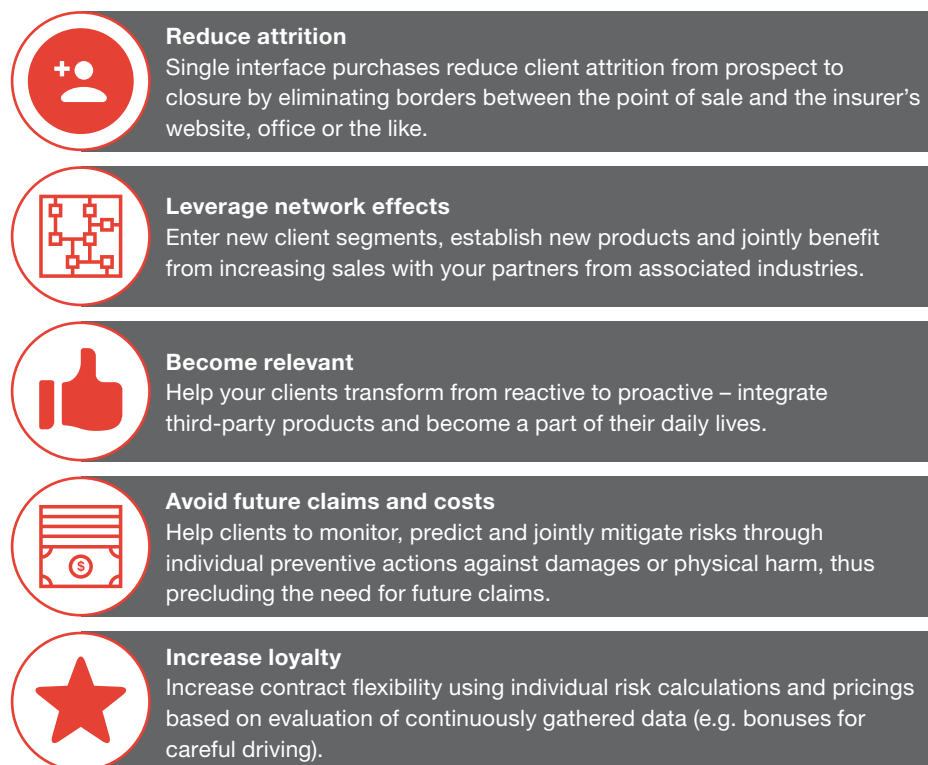 Reduce attrition
Single interface purchases reduce client attrition from prospect to
closure by eliminating borders between the point of sale and the insurer’s
website, office or the like.
Leverage network effects
Enter new client segments, establish new products and jointly benefit
from increasing sales with your partners from associated industries.
Become relevant
Help your clients transform from reactive to proactive – integrate
third-party products and become a part of their daily lives.
Avoid future claims and costs
$
Help clients to monitor, predict and jointly mitigate risks through
individual preventive actions against damages or physical harm, thus
precluding the need for future claims.
Increase loyalty
Increase contract flexibility using individual risk calculations and pricings
based on evaluation of continuously gathered data (e.g. bonuses for
careful driving).